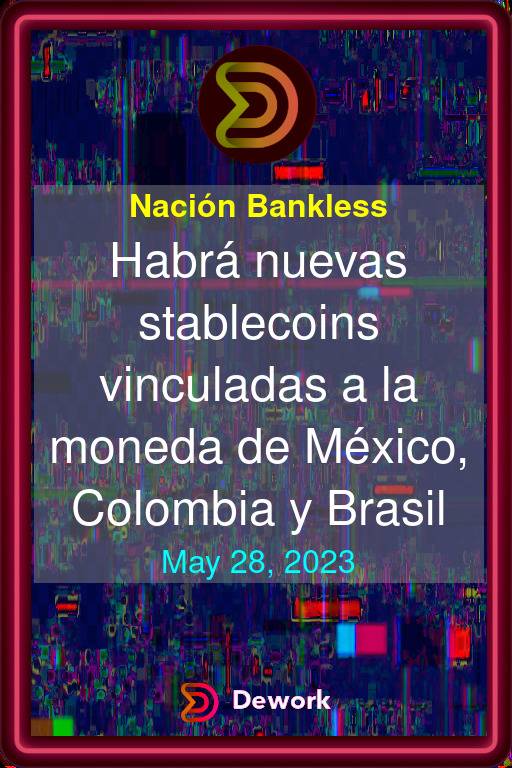 Nación Bankless
Habrá nuevas
stablecoins
vinculadas a la
moneda de México,
Colombia y Brasil
May 28, 2023
Dework